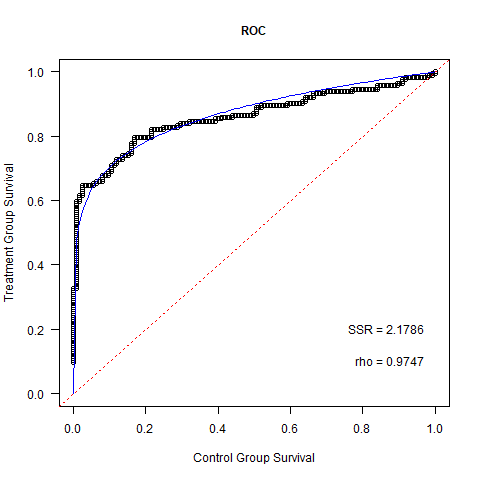 ROC
Treatment Group Survival
1.0
0.8
0.6
0.4
0.2
0.0
SSR = 2.1786
rho = 0.9747
0.0 0.2 0.4 0.6 0.8 1.0
Control Group Survival